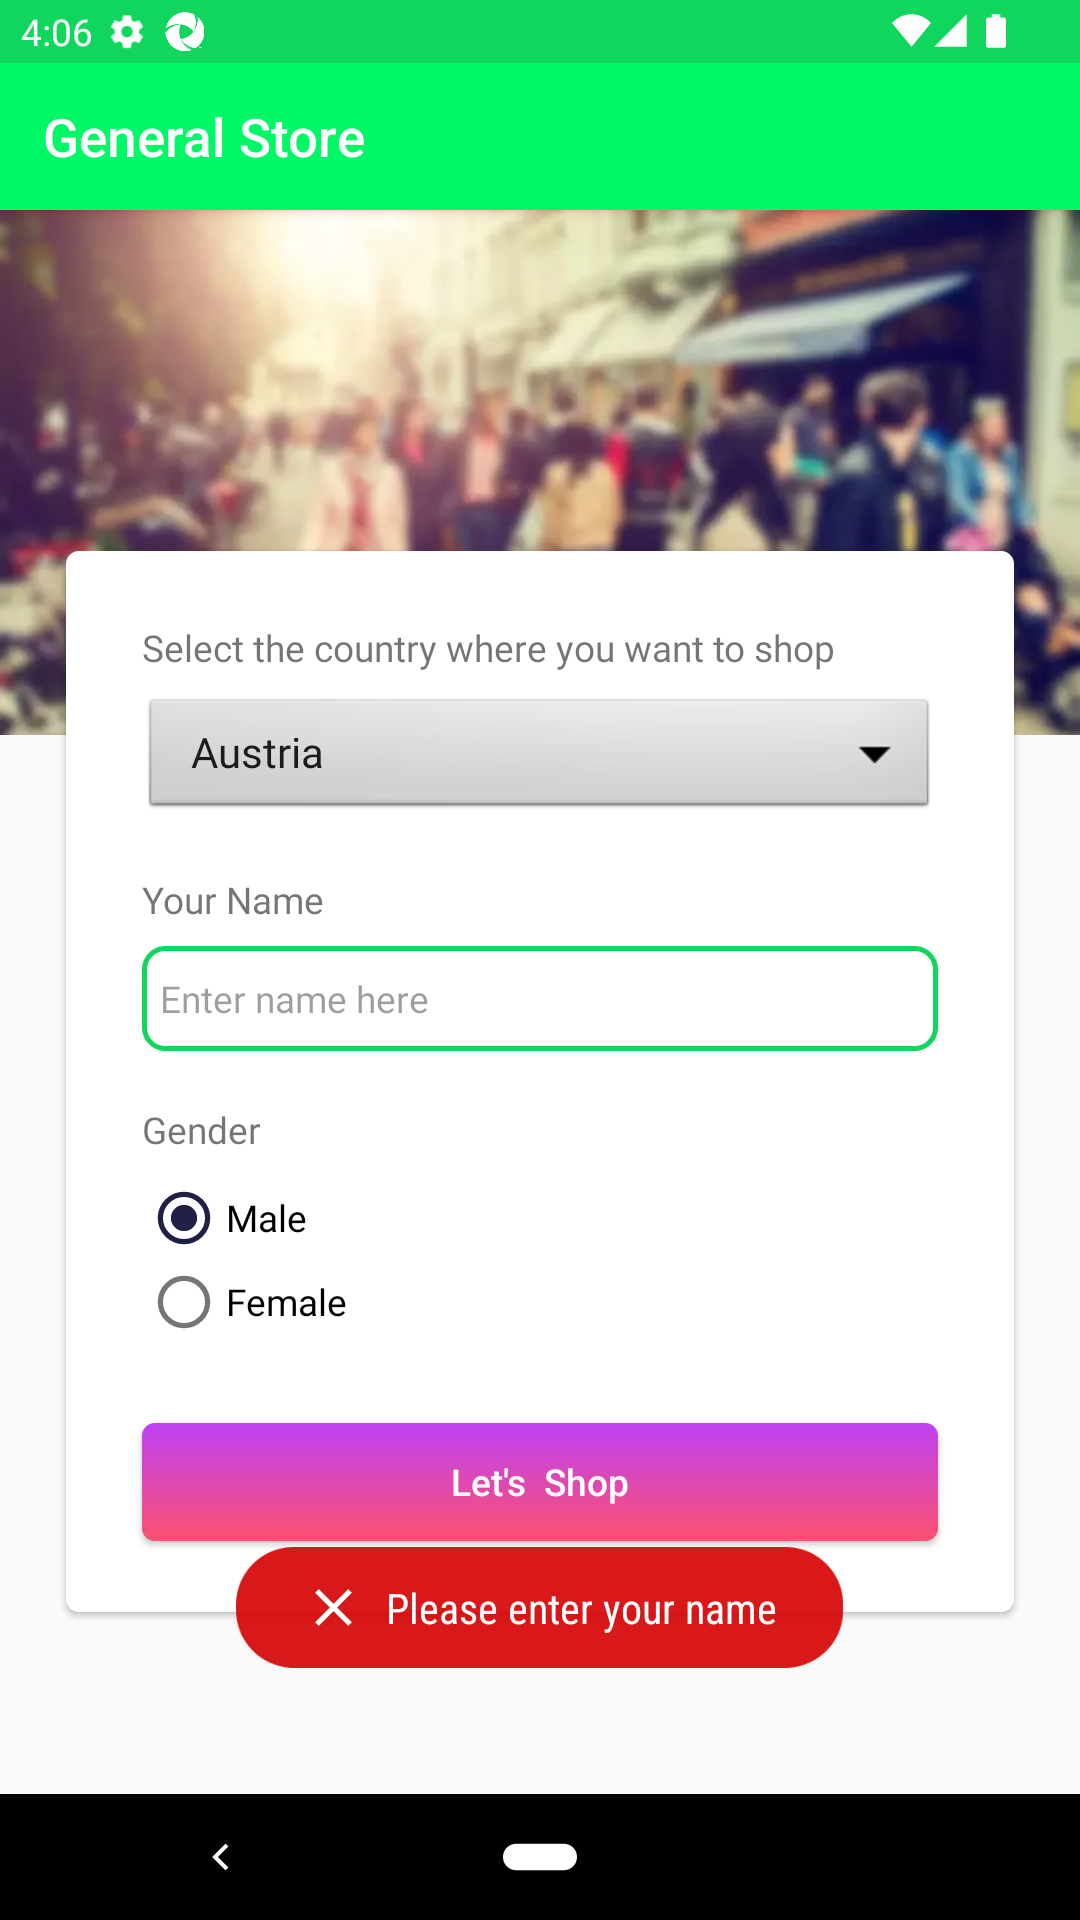 4:06
General Store
Select the country where you want to shop
Austria
Your Name
Enter name here
Gender
Male
Female
Let's  Shop
Please enter your name